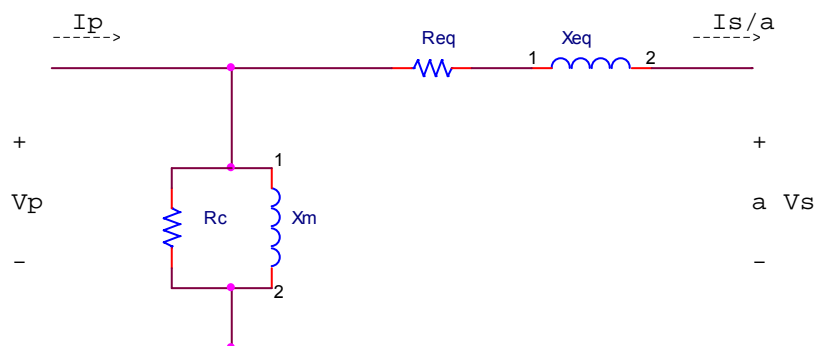 Ip
Is/a
Req
Xeq
1
2
+
+
1
Vp
Rc
Xm
a Vs
-
-
2